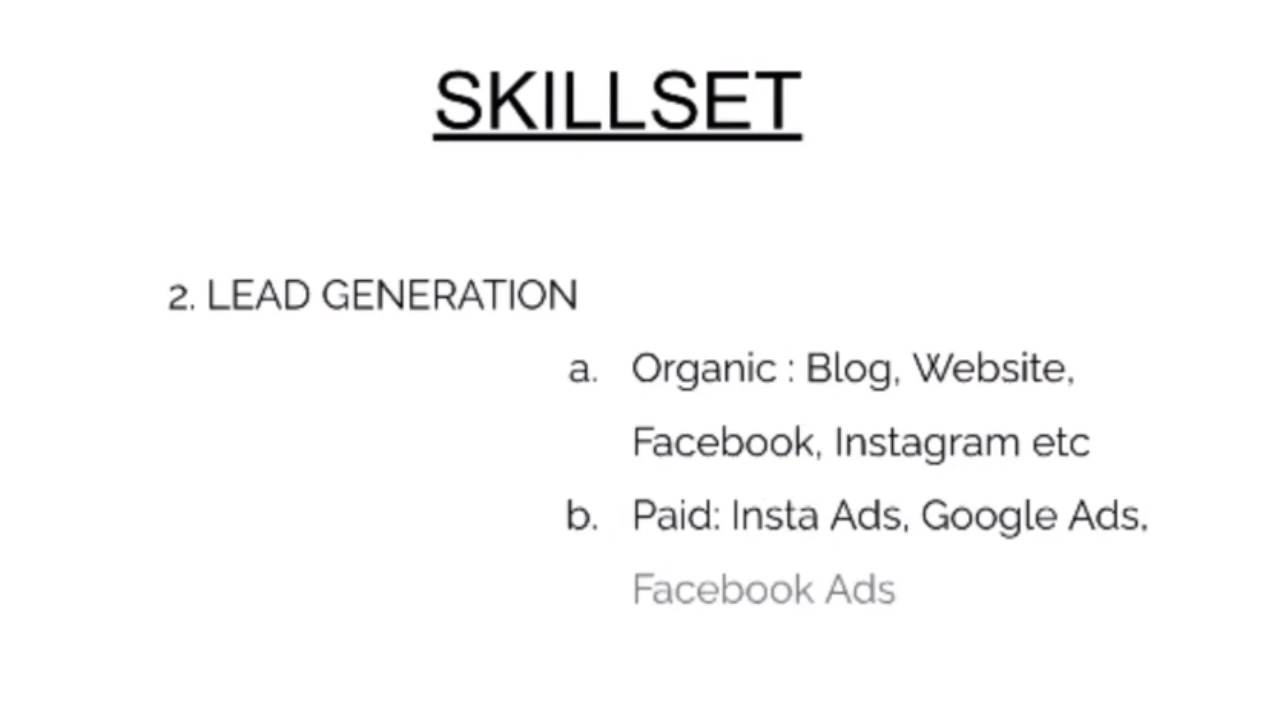 SKILLSET
2. LEAD GENERATION
a. Organic : Blog, Website,
Facebook, Instagram etc
b. Paid: Insta Ads, Google Ads,
Facebook Ads